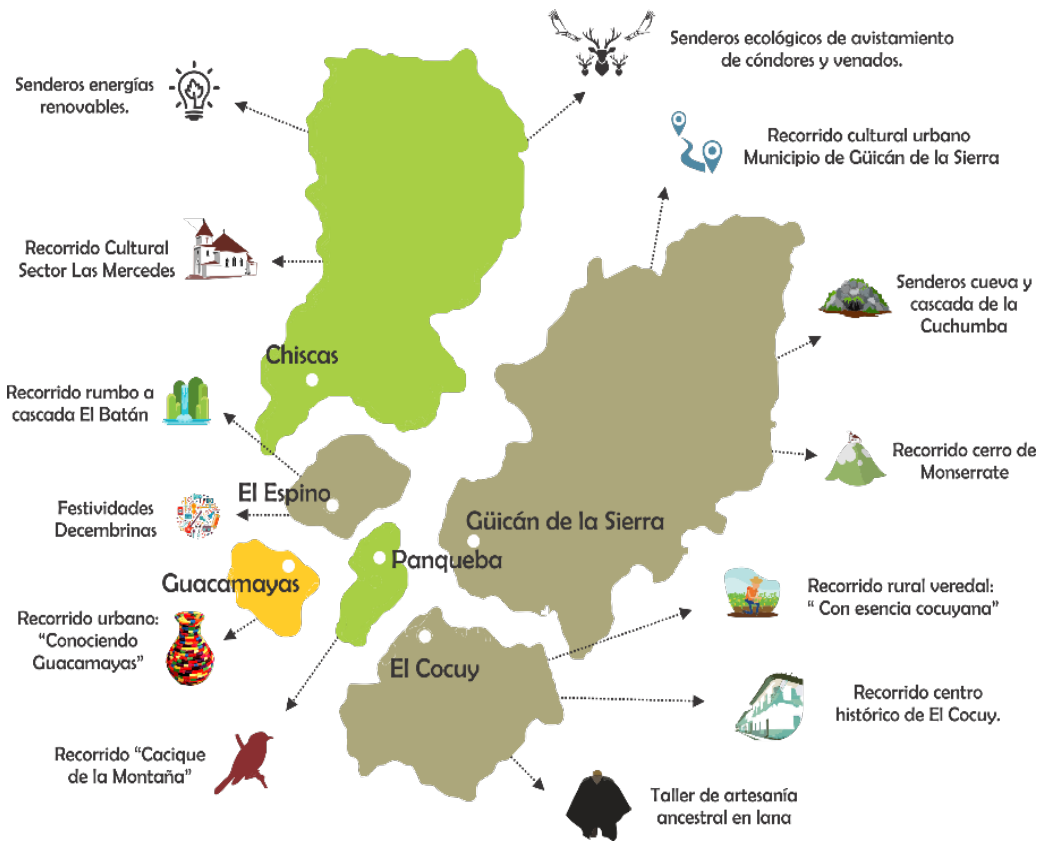 Senderos ecológicos de avistamiento
de cóndores y venados.
Senderos energías
renovables.
Recorrido cultural urbano
Municipio de Güicán de la Sierra
Recorrido Cultural
Sector Las Mercedes
Senderos cueva y
cascada de la
Cuchumba
Chiscas
Recorrido rumbo a
cascada El Batán
Recorrido cerro de
Monserrate
El Espino
Festividades
Decembrinas
Güicán de la Sierra
Panqueba
Guacamayas
Recorrido rural veredal:
“ Con esencia cocuyana”
Recorrido urbano:
“Conociendo
Guacamayas”
El Cocuy
Recorrido centro
histórico de El Cocuy.
Recorrido “Cacique
de la Montaña”
Taller de artesanía
ancestral en lana